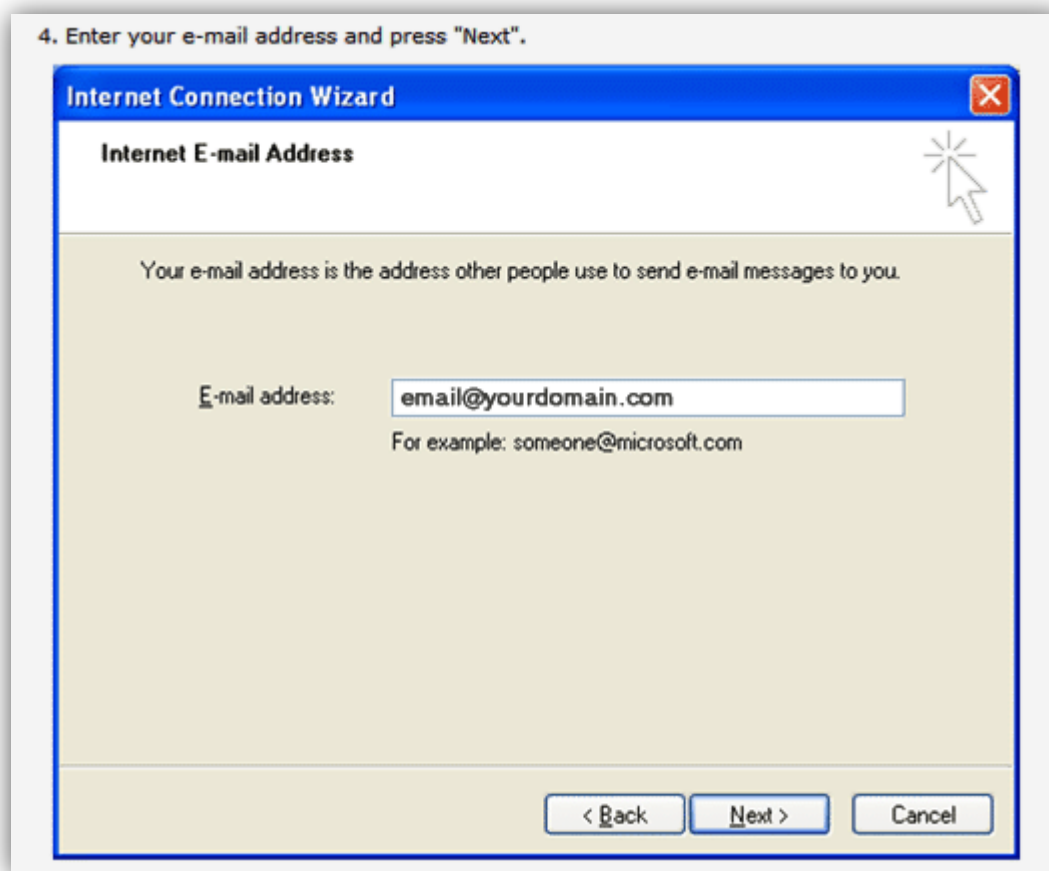 4. Enter your e-mail address and press "Next".
Internet Connection Wizard
Internet E-mail Address
Your e-mail address is the address other people use to send e-mail messages to you.
E-mail address: email@yourdomain.com
For example: someone@microsoft.com
< Back Next > Cancel